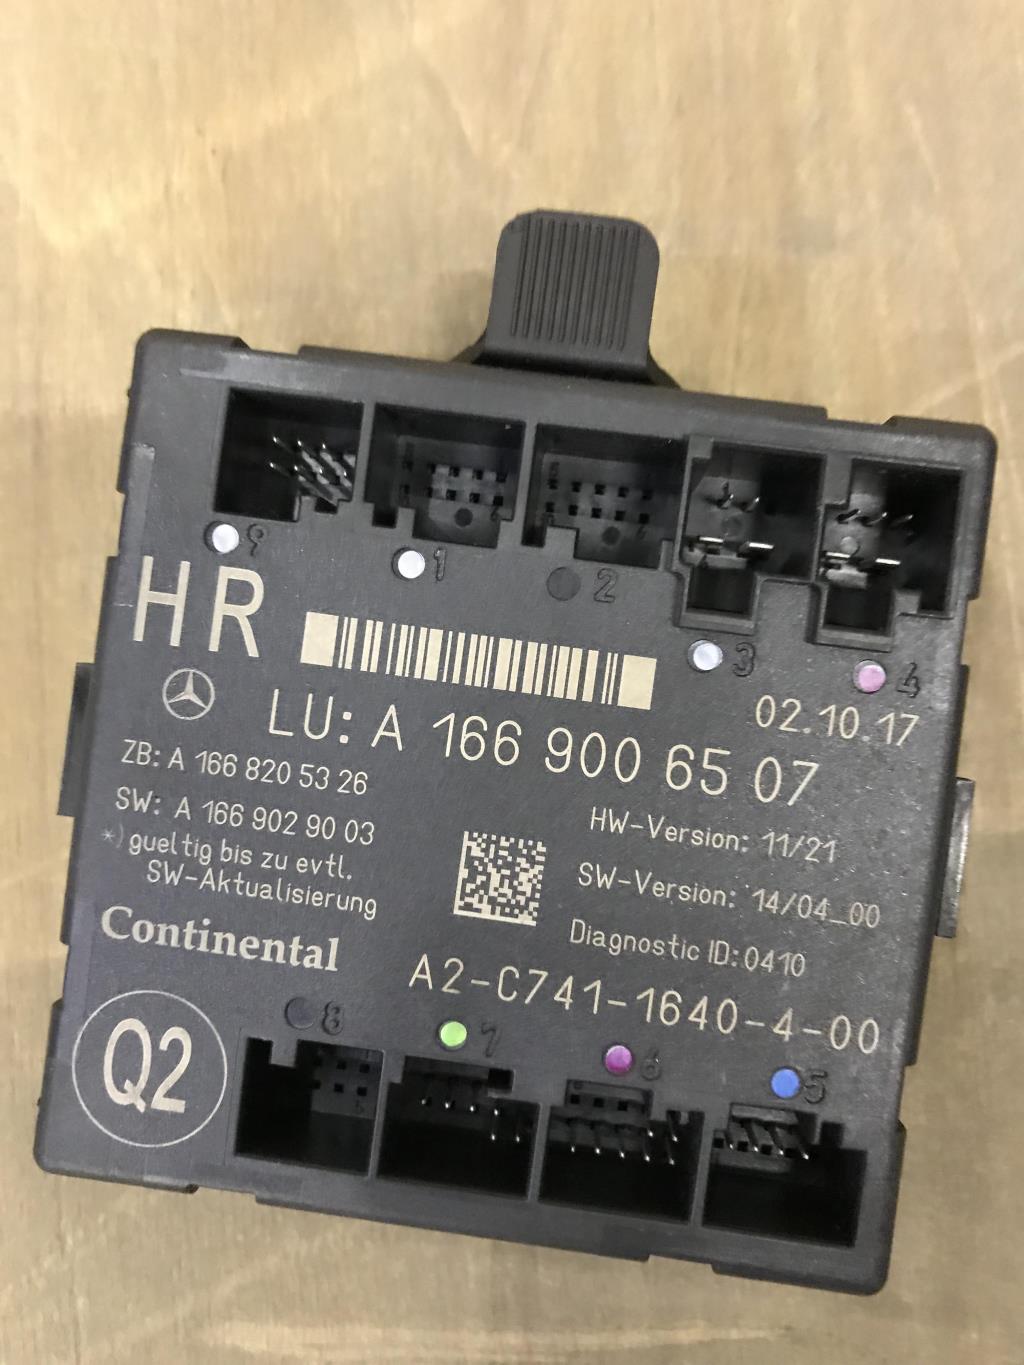 9
1
2
3
4
HR
02.10.17
LU: A 166 900 65 07
ZB: A 166 820 53 26
SW: A 166 902 90 03
*) gueltig bis zu evtl.
SW-Aktualisierung
HW-Version: 11/21
SW-Version: 14/04_00
Diagnostic ID: 0410
Continental
A2-C741-1640-4-00
Q2
8
7
6
5